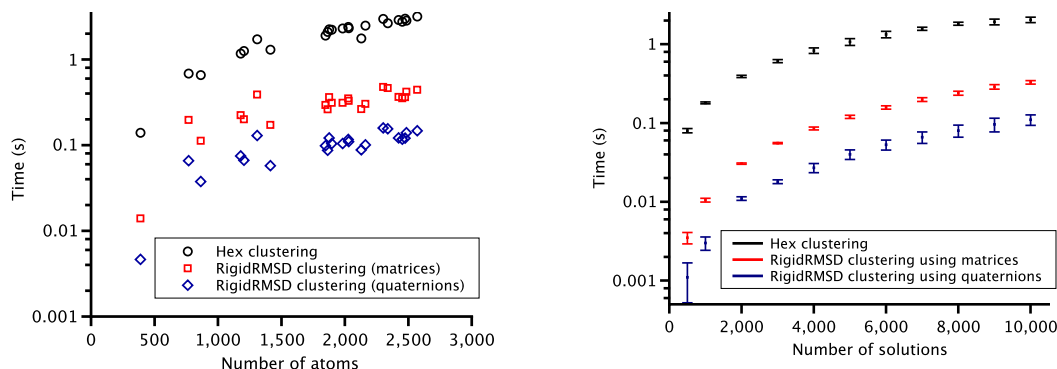 1
0.1
0.01
0.001
Time (s)
0
500
1,000
1,500
2,000
2,500
3,000
Number of atoms
Hex clustering
RigidRMSD clustering (matrices)
RigidRMSD clustering (quaternions)
1
0.1
0.01
0.001
Time (s)
0
2,000
4,000
6,000
8,000
10,000
Number of solutions
Hex clustering
RigidRMSD clustering using matrices
RigidRMSD clustering using quaternions